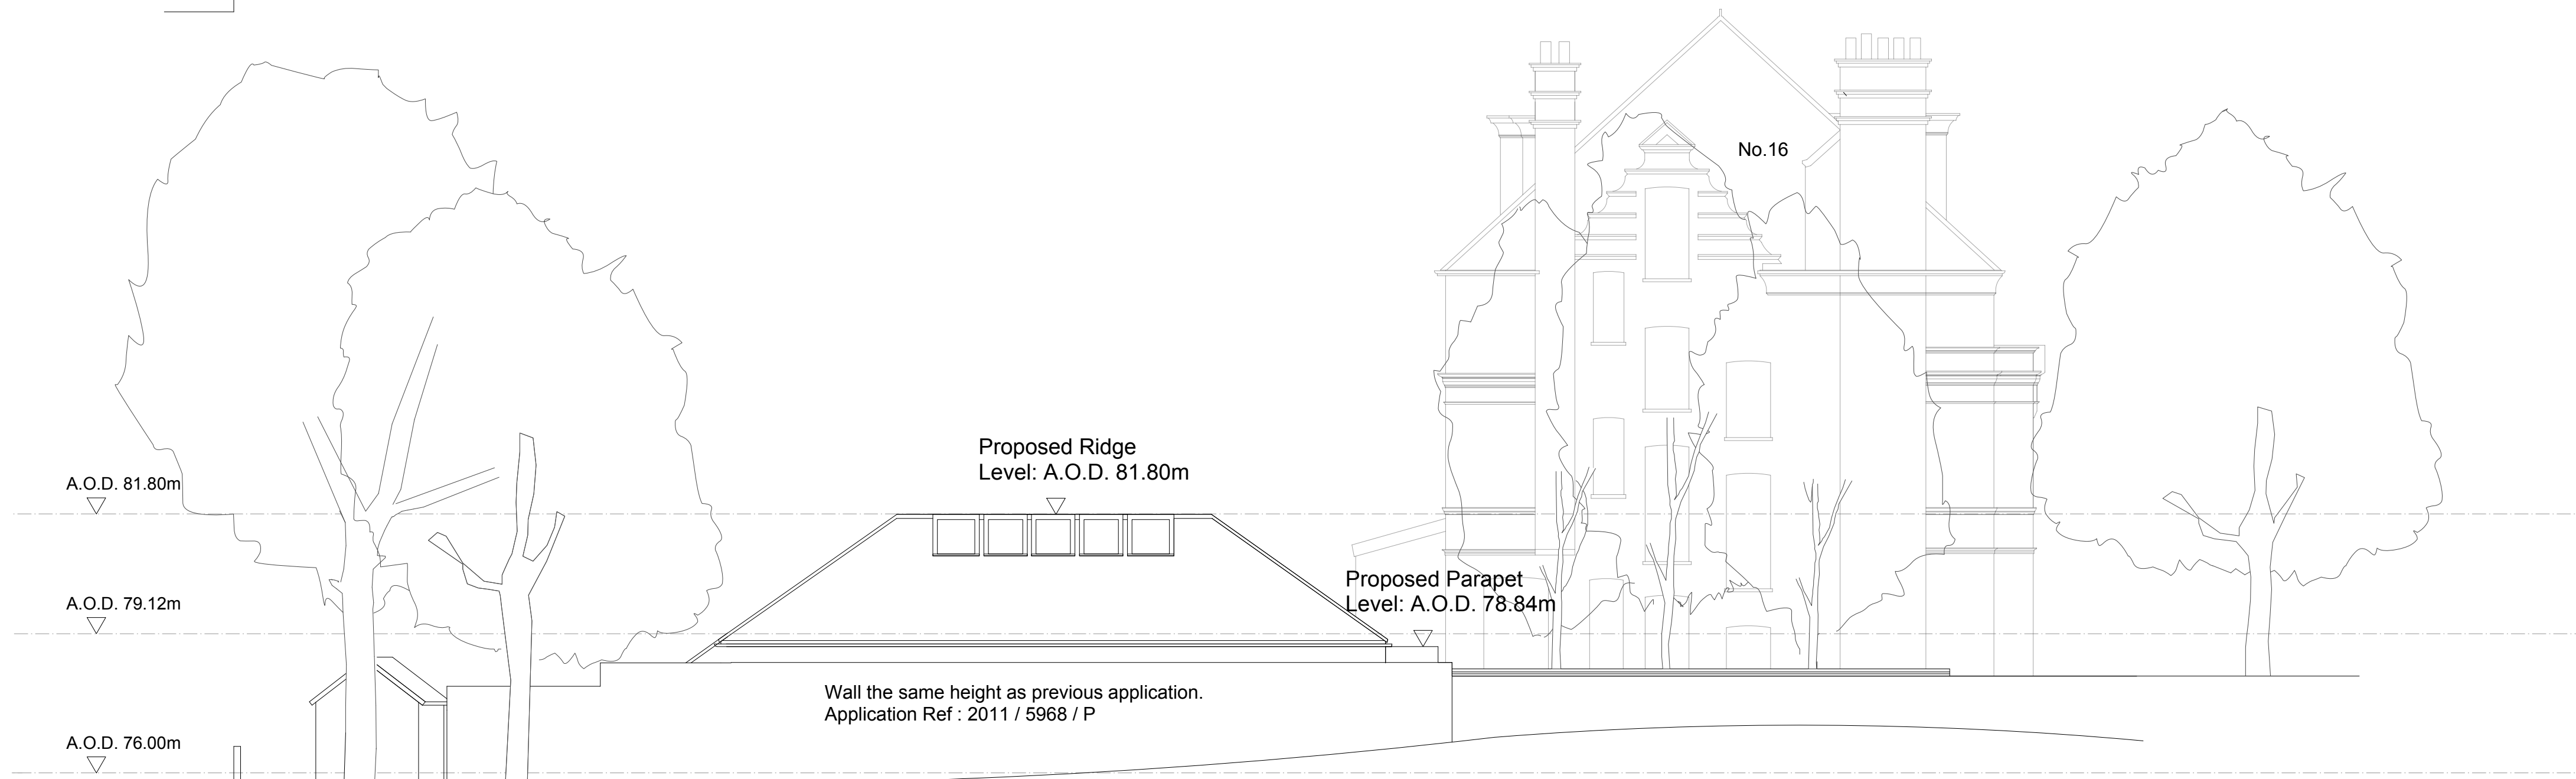 No.16
Proposed Ridge
Level: A.O.D. 81.80m
A.O.D. 81.80m
Proposed Parapet
Level: A.O.D. 78.84m
A.O.D. 79.12m
Wall the same height as previous application.
Application Ref : 2011 / 5968 / P
A.O.D. 76.00m